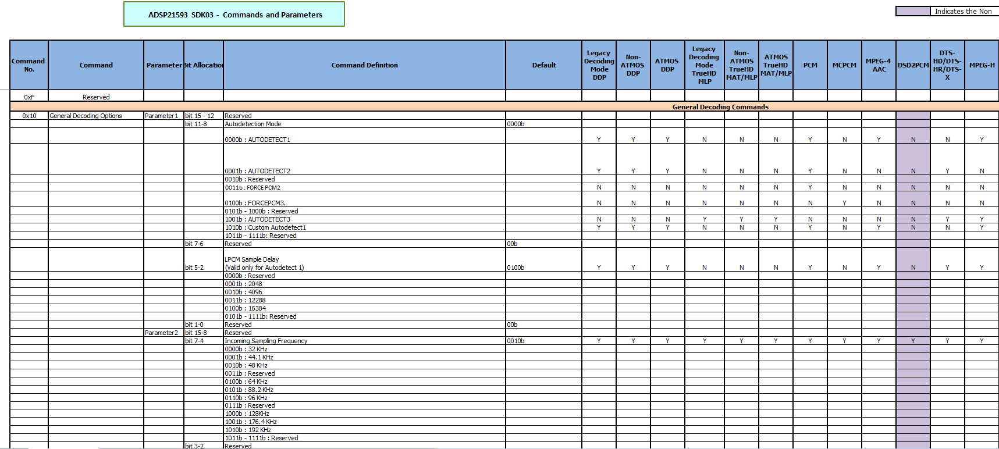 ADSP21593 SDK03 - Commands and Parameters
Indicates the Non
Command No. Command Parameter Bit Allocation Command Definition Default Legacy Decoding Mode DDP Non-ATMOS DDP ATMOS DDP Legacy Decoding Mode TrueHD MLP Non-ATMOS TrueHD MAT/MLP ATMOS TrueHD MAT/MLP PCM MCPCM MPEG-4 AAC DSD2PCM DTS-HD/DTS-HR/DTS-X MPEG-H
0xF Reserved
General Decoding Commands
0x10 General Decoding Options Parameter1 bit 15 - 12 Reserved
bit 11-8 Autodetection Mode 0000b
0000b : AUTODETECT1 Y Y Y N N N Y N Y N N Y
0001b : AUTODETECT2 Y Y Y N N N Y N N N Y N
0010b : Reserved
0011b : FORCE PCM2 N N N N N N Y N N N N N
0100b : FORCEPCM3. N N N N N N N Y N N N N
0101b - 1000b : Reserved
1001b : AUTODETECT3 N N N Y Y Y N N N N Y Y
1010b : Custom Autodetect1 Y Y Y N N N Y N Y N N Y
1011b - 1111b: Reserved
bit 7-6 Reserved 00b
LPCM Sample Delay
bit 5-2 (Valid only for Autodetect 1) 0100b Y Y Y N N N Y N Y N Y Y
0000b : Reserved
0001b : 2048
0010b : 4096
0011b : 12288
0100b : 16384
0101b - 1111b: Reserved
bit 1-0 Reserved 00b
Parameter2 bit 15-8 Reserved
bit 7-4 Incoming Sampling Frequency 0010b Y Y Y Y Y Y Y Y Y Y Y Y
0000b : 32 KHz
0001b : 44.1 KHz
0010b : 48 KHz
0011b : Reserved
0100b : 64 KHz
0101b : 88.2 KHz
0110b : 96 KHz
0111b : Reserved
1000b : 128KHz
1001b : 176.4 KHz
1010b : 192 KHz
1011b - 1111b : Reserved
bit 3-2 Reserved